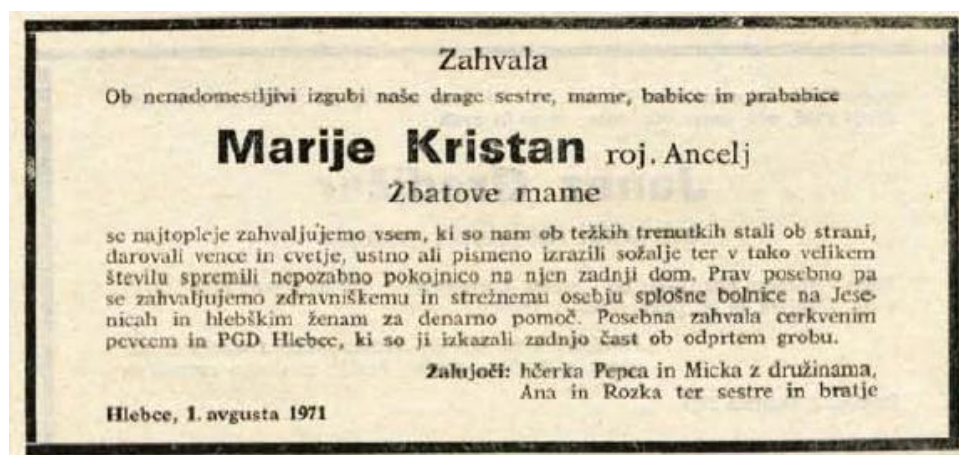 Zahvala
Ob nenadomestljivi izgubi naše drage sestre, mame, babice in prababice
Marije Kristan roj. Ancelj
Žbatove mame
se najtopleje zahvaljujemo vsem, ki so nam ob težkih trenutkih stali ob strani,
darovali vence in cvetje, ustno ali pismeno izrazili sožalje ter v tako velikem
številu spremili nepozabno pokojnico na njen zadnji dom. Prav posebno pa
se zahvaljujemo zdravniškemu in strežnemu osebju splošne bolnice na Jese-
nicah in hlebškim ženam za denarno pomoč. Posebna zahvala cerkvenim
pevcem in PGD Hlebce, ki so ji izkazali zadnjo čast ob odprtem grobu.
Žalujoči: hčerka Pepca in Micka z družinama,
Ana in Rozka ter sestre in bratje
Hlebce, 1. avgusta 1971